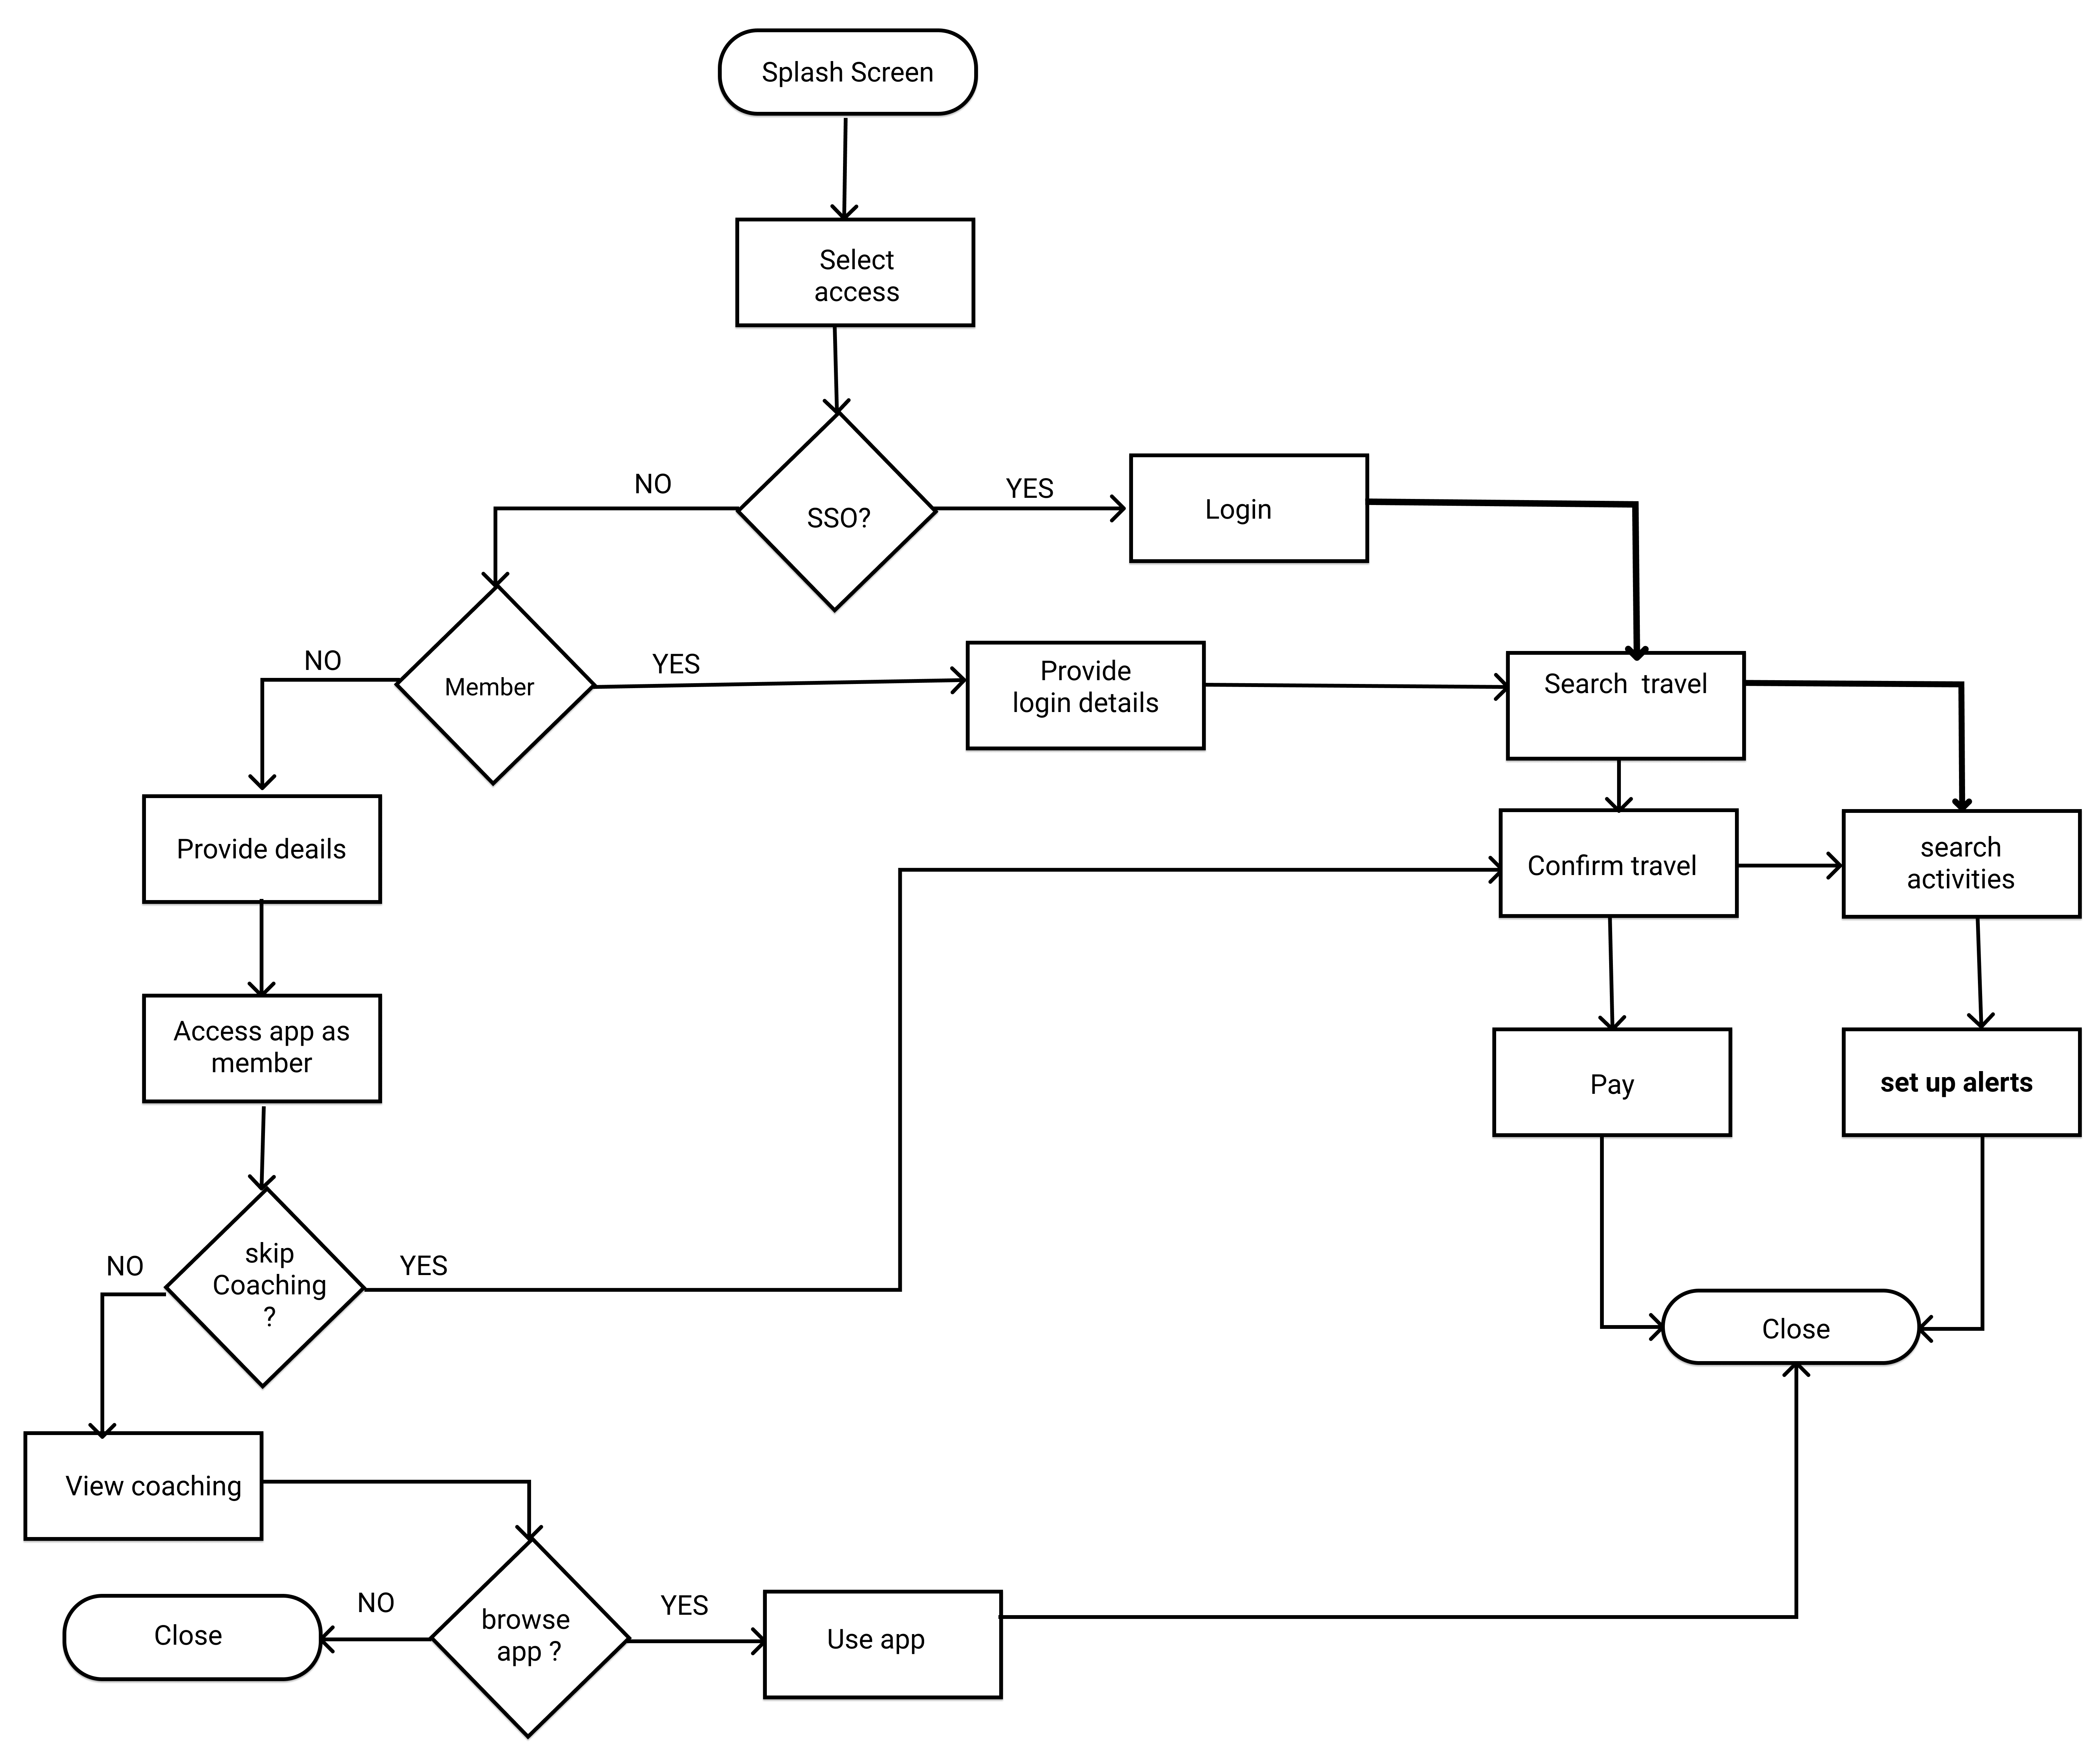 Splash Screen
Select
access
NO
YES
SSO?
Login
NO
YES
Member
Provide
login details
Search  travel
Provide deails
Confirm travel
search
activities
Access app as
member
Pay
set up alerts
NO
skip
Coaching
?
YES
Close
View coaching
Close
NO
browse
app ?
YES
Use app